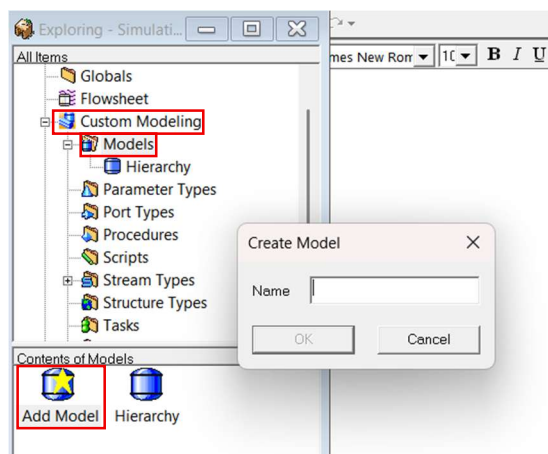 Exploring - Simulati...
All Items
Globals
Flowsheet
Custom Modeling
Models
Hierarchy
Parameter Types
Port Types
Procedures
Scripts
Stream Types
Structure Types
Tasks
Contents of Models
Add Model
Hierarchy
mes New Ron
B I U
Create Model
Name
OK
Cancel